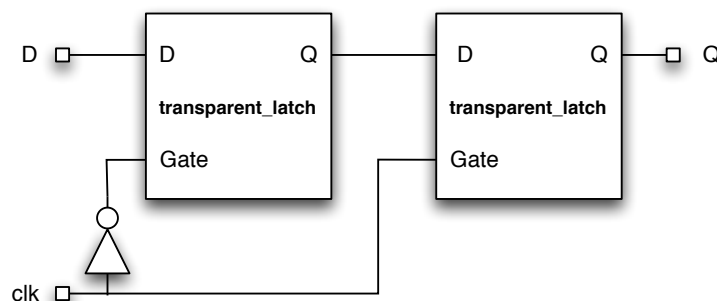 D D Q D Q Q
transparent_latch transparent_latch
Gate Gate
clk